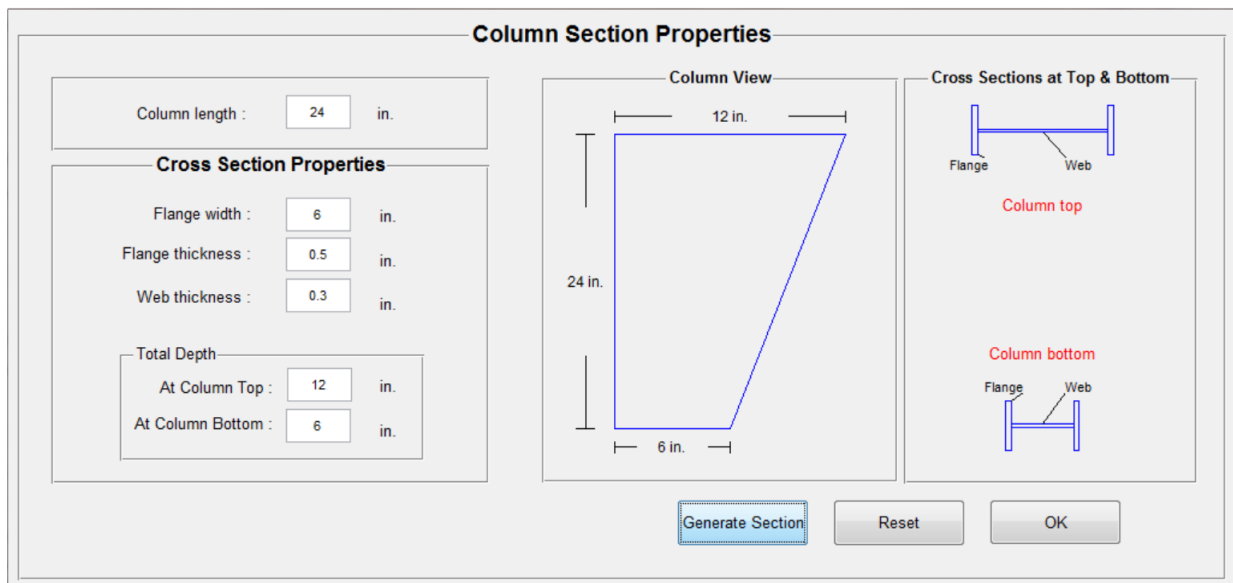 Column Section Properties
Column length : 24 in.
Cross Section Properties
Flange width : 6 in.
Flange thickness : 0.5 in.
Web thickness : 0.3 in.
Total Depth
At Column Top : 12 in.
At Column Bottom : 6 in.
Column View
12 in.
24 in.
6 in.
Cross Sections at Top & Bottom
Flange Web
Column top
Column bottom
Flange Web
Generate Section Reset OK